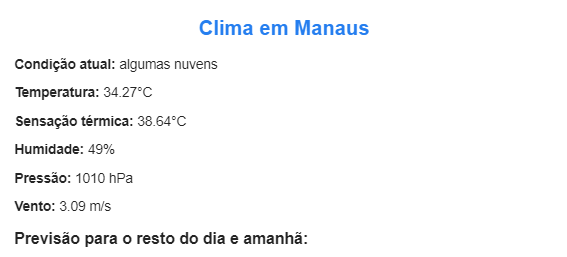 Clima em Manaus
Condição atual: algumas nuvens
Temperatura: 34.27°C
Sensação térmica: 38.64°C
Humidade: 49%
Pressão: 1010 hPa
Vento: 3.09 m/s
Previsão para o resto do dia e amanhã: